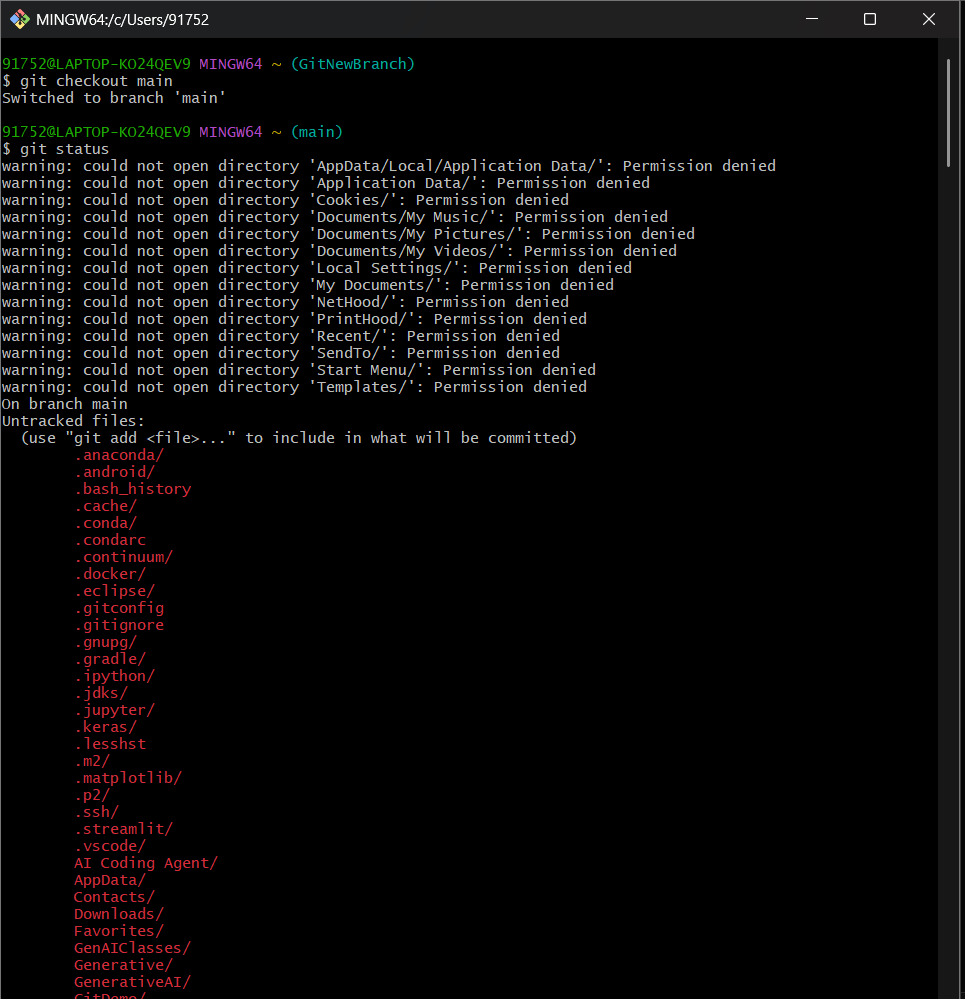 MINGW64:/c/Users/91752
91752@LAPTOP-KO24QEV9 MINGW64 ~ (GitNewBranch)
$ git checkout main
Switched to branch 'main'
91752@LAPTOP-KO24QEV9 MINGW64 ~ (main)
$ git status
warning: could not open directory 'AppData/Local/Application Data/': Permission denied
warning: could not open directory 'Application Data/': Permission denied
warning: could not open directory 'Cookies/': Permission denied
warning: could not open directory 'Documents/My Music/': Permission denied
warning: could not open directory 'Documents/My Pictures/': Permission denied
warning: could not open directory 'Documents/My Videos/': Permission denied
warning: could not open directory 'Local Settings/': Permission denied
warning: could not open directory 'My Documents/': Permission denied
warning: could not open directory 'NetHood/': Permission denied
warning: could not open directory 'PrintHood/': Permission denied
warning: could not open directory 'Recent/': Permission denied
warning: could not open directory 'SendTo/': Permission denied
warning: could not open directory 'Start Menu/': Permission denied
warning: could not open directory 'Templates/': Permission denied
On branch main
Untracked files:
(use "git add <file>..." to include in what will be committed)
.anaconda/
.android/
.bash_history
.cache/
.conda/
.condarc
.continuum/
.docker/
.eclipse/
.gitconfig
.gitignore
.gnupg/
.gradle/
.ipython/
.jdks/
.jupyter/
.keras/
.lesshst
.m2/
.matplotlib/
.p2/
.ssh/
.streamlit/
.vscode/
AI Coding Agent/
AppData/
Contacts/
Downloads/
Favorites/
GenAIClasses/
Generative/
GenerativeAI/
GitDemo/